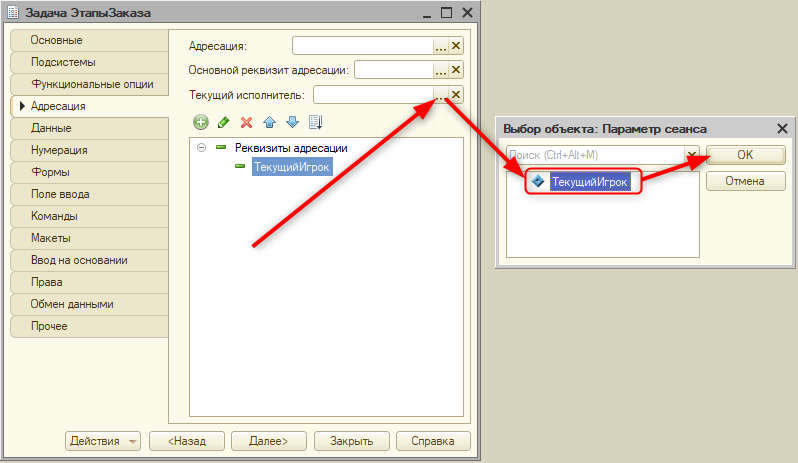 Задача ЭтапыЗаказа
Основные
Подсистемы
Функциональные опции
Адресация
Данные
Нумерация
Формы
Поле ввода
Команды
Макеты
Ввод на основании
Права
Обмен данными
Прочее
Адресация:
Основной реквизит адресации:
Текущий исполнитель:
Реквизиты адресации
ТекущийИгрок
Действия
<Назад
Далее>
Закрыть
Справка
Выбор объекта: Параметр сеанса
Поиск (Ctrl+Alt+M)
OK
ТекущийИгрок
Отмена